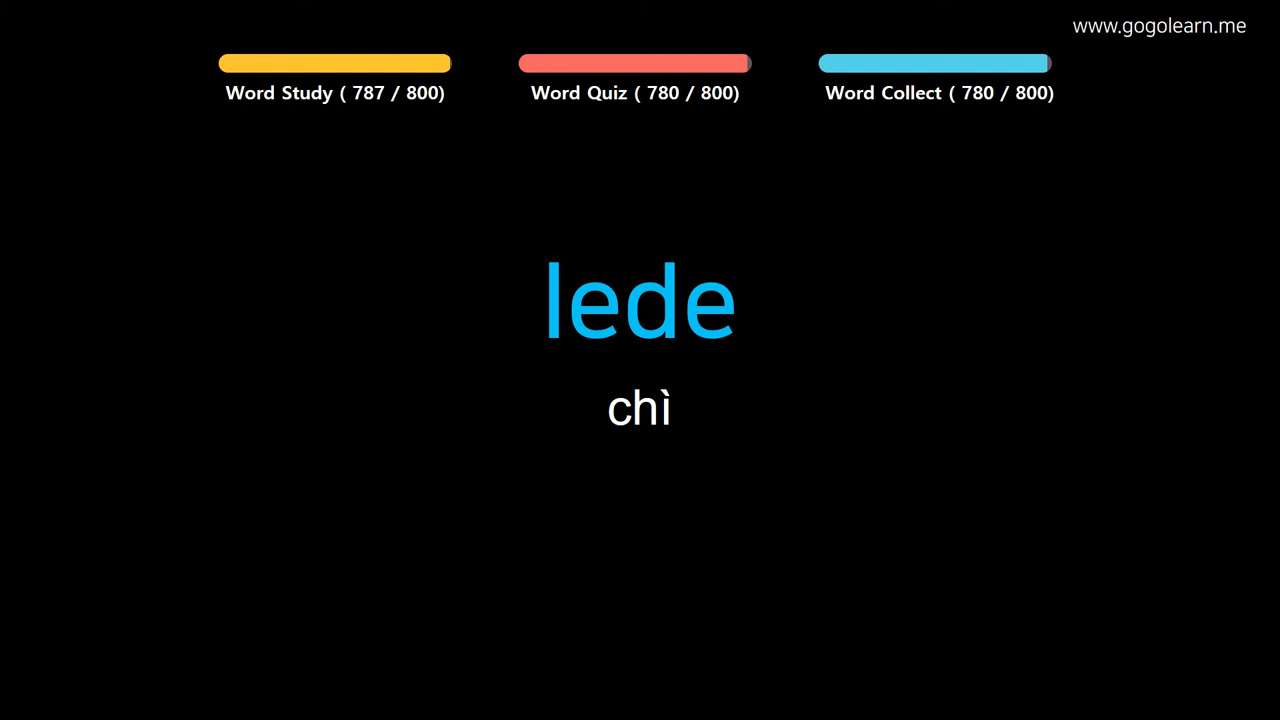 www.gogolearn.me
Word Study ( 787 / 800)
Word Quiz ( 780 / 800)
Word Collect ( 780 / 800)
lede
chì